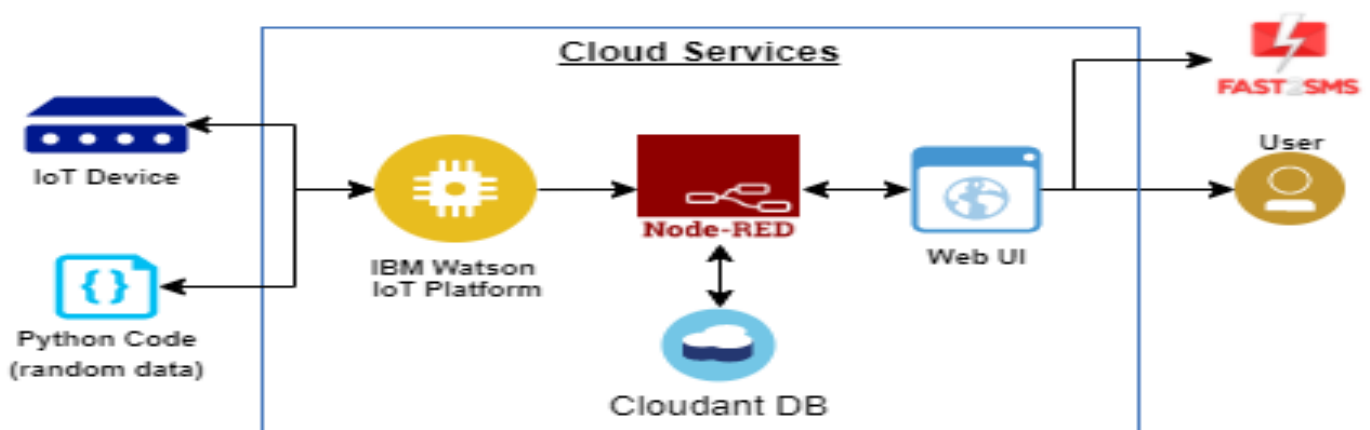 Cloud Services
FAST2SMS
User
IoT Device
Node-RED
Web UI
IBM Watson
IoT Platform
Python Code
(random data)
Cloudant DB